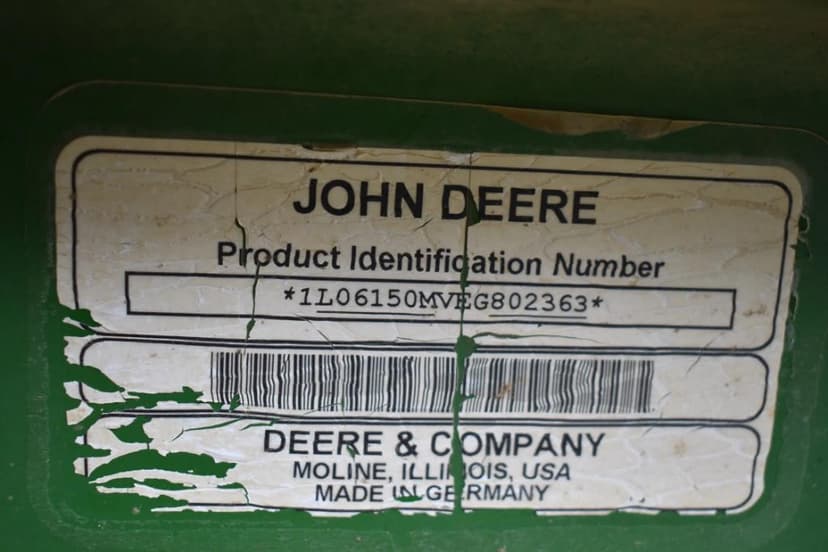 JOHN DEERE
Product Identification Number
*1L06150MVEG802363*
DEERE & COMPANY
MOLINE, ILLINOIS, USA
MADE IN GERMANY